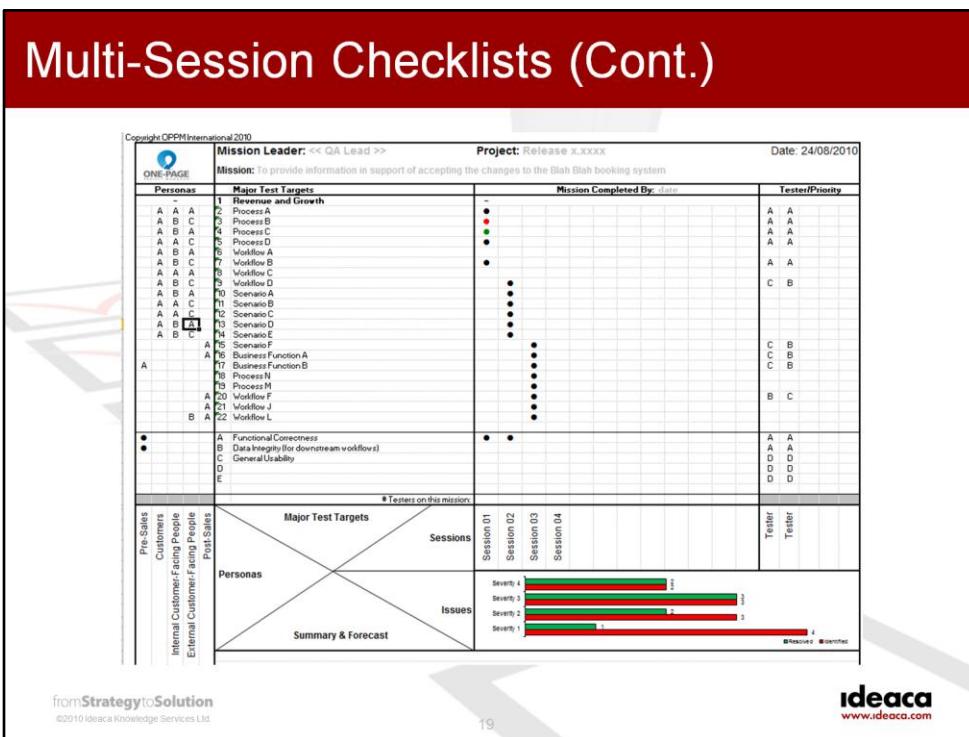 Multi-Session Checklists (Cont.)
Copyright OPPM International 2010
ONE-PAGE
Mission Leader: << QA Lead >> Project: Release x.xxxx Date: 24/08/2010
Mission: To provide information in support of accepting the changes to the Blah Blah booking system
Personas Major Test Targets Mission Completed By: date Tester/Priority
- 1 Revenue and Growth -
A A A 2 Process A ● A A
A B C 3 Process B ● A A
A B A 4 Process C ● A A
A A C 5 Process D ● A A
A B A 6 Workflow A
A B C 7 Workflow B ● A A
A A A 8 Workflow C
A B C 9 Workflow D ● C B
A B A 10 Scenario A ●
A A C 11 Scenario B ●
A A C 12 Scenario C ●
A B A 13 Scenario D ●
A B C 14 Scenario E ●
A 15 Scenario F ● C B
A 16 Business Function A ● C B
A 17 Business Function B ● C B
18 Process N ●
19 Process M ●
A 20 Workflow F ● B C
A 21 Workflow J ●
B A 22 Workflow L ●
● A Functional Correctness ● ● A A
● B Data Integrity (for downstream workflows) A A
C General Usability D D
D D D
E D D
# Testers on this mission:
Pre-Sales
Customers
Internal Customer-Facing People
External Customer-Facing People
Post-Sales
Major Test Targets
Sessions
Personas
Issues
Summary & Forecast
Session 01
Session 02
Session 03
Session 04
Tester
Tester
Severity 4
Severity 3
Severity 2 2 3
Severity 1 1 4
Resolved Identified
fromStrategytoSolution
©2010 Ideaca Knowledge Services Ltd.
19
ideaca
www.ideaca.com